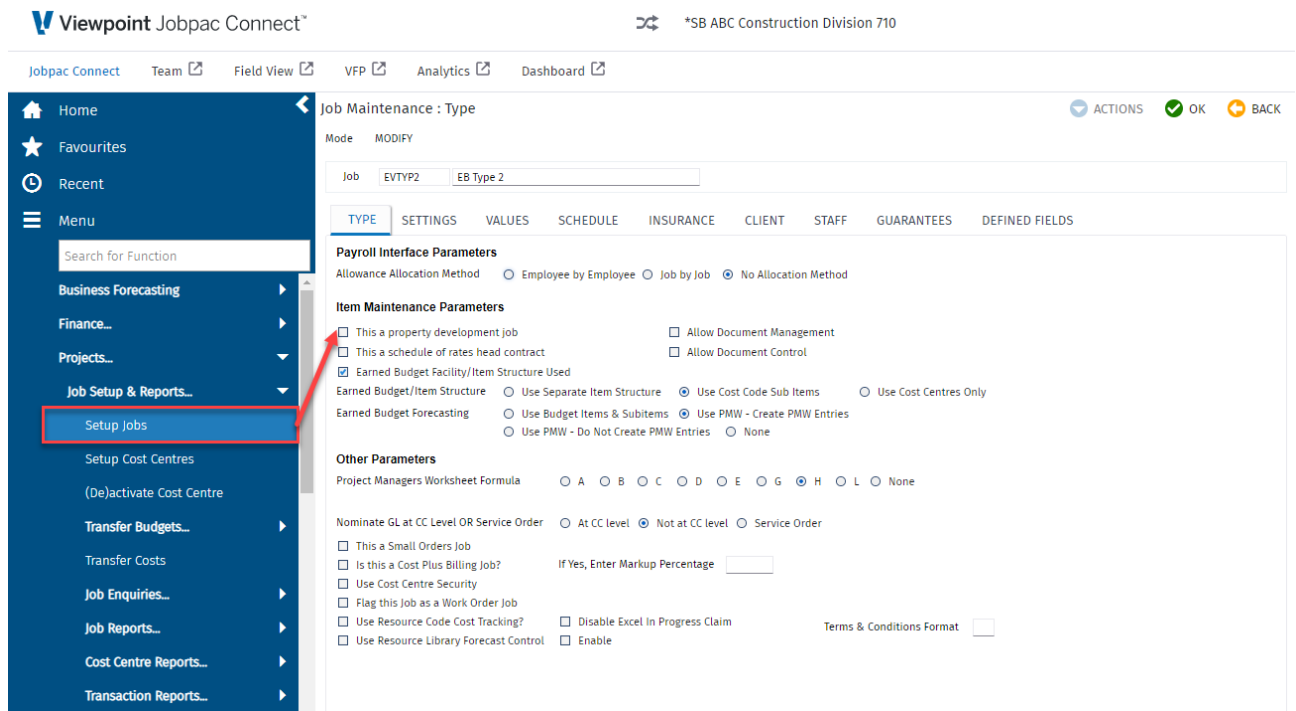 Viewpoint Jobpac Connect™
*SB ABC Construction Division 710
Jobpac Connect Team Field View VFP Analytics Dashboard
Home
Favourites
Recent
Menu
Search for Function
Business Forecasting
Finance...
Projects...
Job Setup & Reports...
Setup Jobs
Setup Cost Centres
(De)activate Cost Centre
Transfer Budgets...
Transfer Costs
Job Enquiries...
Job Reports...
Cost Centre Reports...
Transaction Reports...
Job Maintenance : Type
ACTIONS OK BACK
Mode MODIFY
Job EVTYP2 EB Type 2
TYPE SETTINGS VALUES SCHEDULE INSURANCE CLIENT STAFF GUARANTEES DEFINED FIELDS
Payroll Interface Parameters
Allowance Allocation Method Employee by Employee Job by Job No Allocation Method
Item Maintenance Parameters
This a property development job Allow Document Management
This a schedule of rates head contract Allow Document Control
Earned Budget Facility/Item Structure Used
Earned Budget/Item Structure Use Separate Item Structure Use Cost Code Sub Items Use Cost Centres Only
Earned Budget Forecasting Use Budget Items & Subitems Use PMW - Create PMW Entries
Use PMW - Do Not Create PMW Entries None
Other Parameters
Project Managers Worksheet Formula A B C D E G H L None
Nominate GL at CC Level OR Service Order At CC level Not at CC level Service Order
This a Small Orders Job
Is this a Cost Plus Billing Job? If Yes, Enter Markup Percentage
Use Cost Centre Security
Flag this Job as a Work Order Job
Use Resource Code Cost Tracking? Disable Excel In Progress Claim Terms & Conditions Format
Use Resource Library Forecast Control Enable